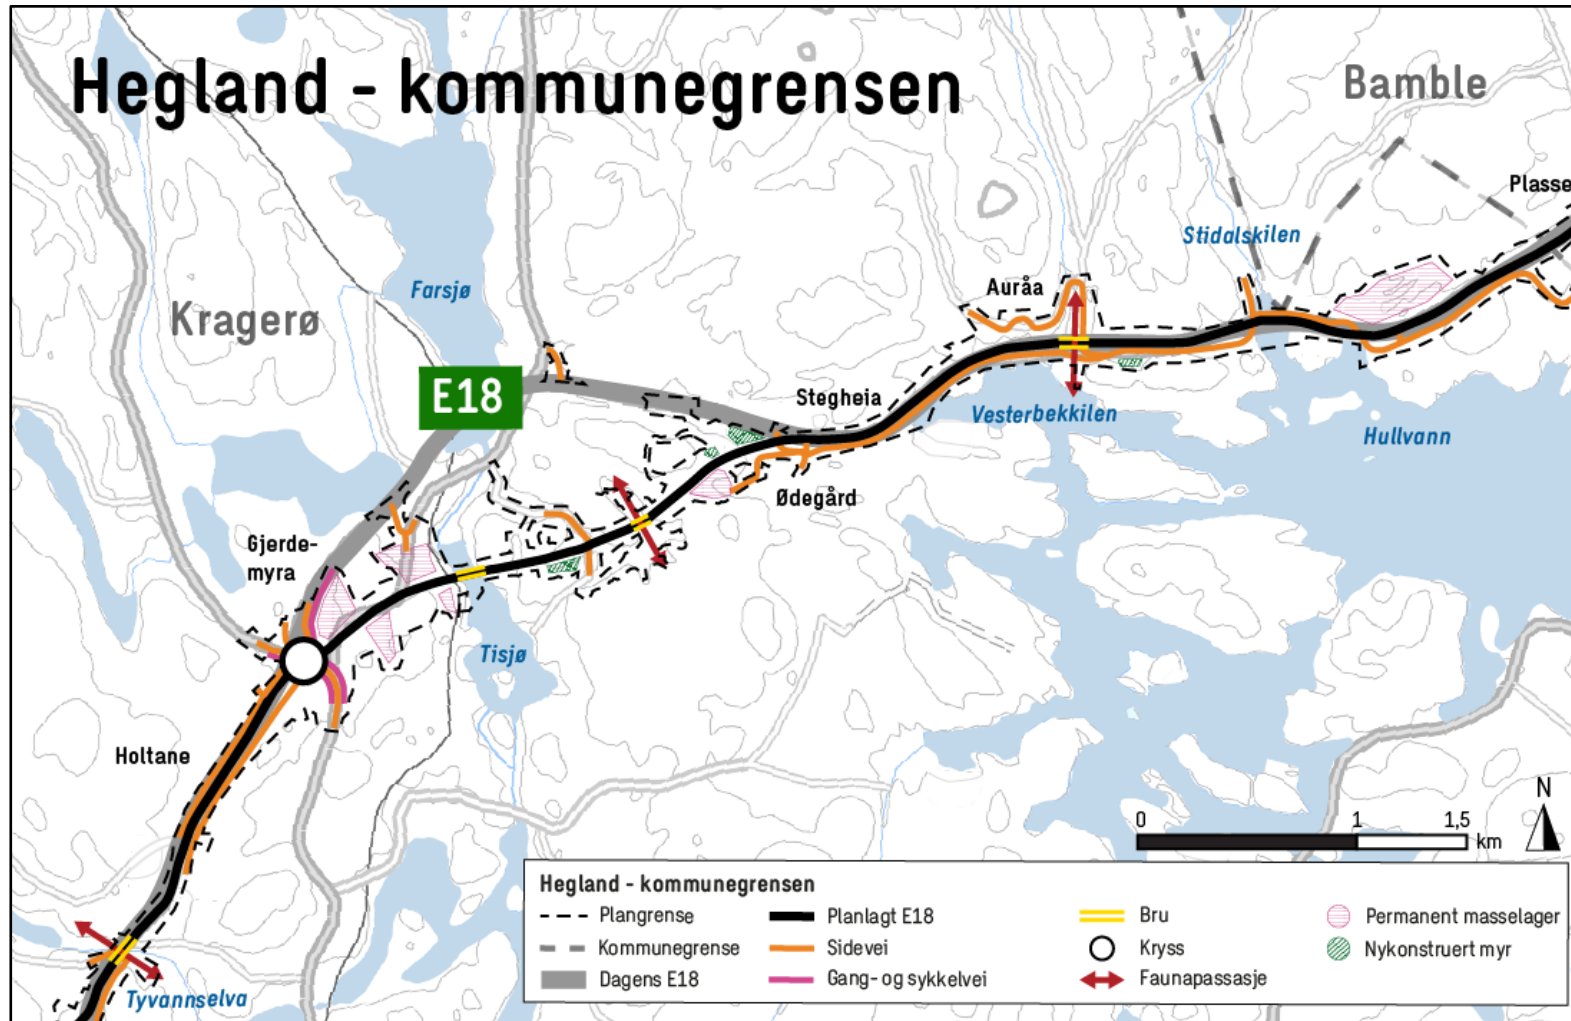 Hegland - kommunegrensen
Bamble
Plasse
Stidalskilen
Farsjø
Auråa
Kragerø
E18
Stegheia
Vesterbekkilen
Hullvann
Ødegård
Gjerde-
myra
Tisjø
Holtane
N
0 1 1,5
km
Hegland - kommunegrensen
Plangrense
Planlagt E18
Bru
Permanent masselager
Kommunegrense
Sidevei
Kryss
Nykonstruert myr
Dagens E18
Gang- og sykkelvei
Faunapassasje
Tyvannselva